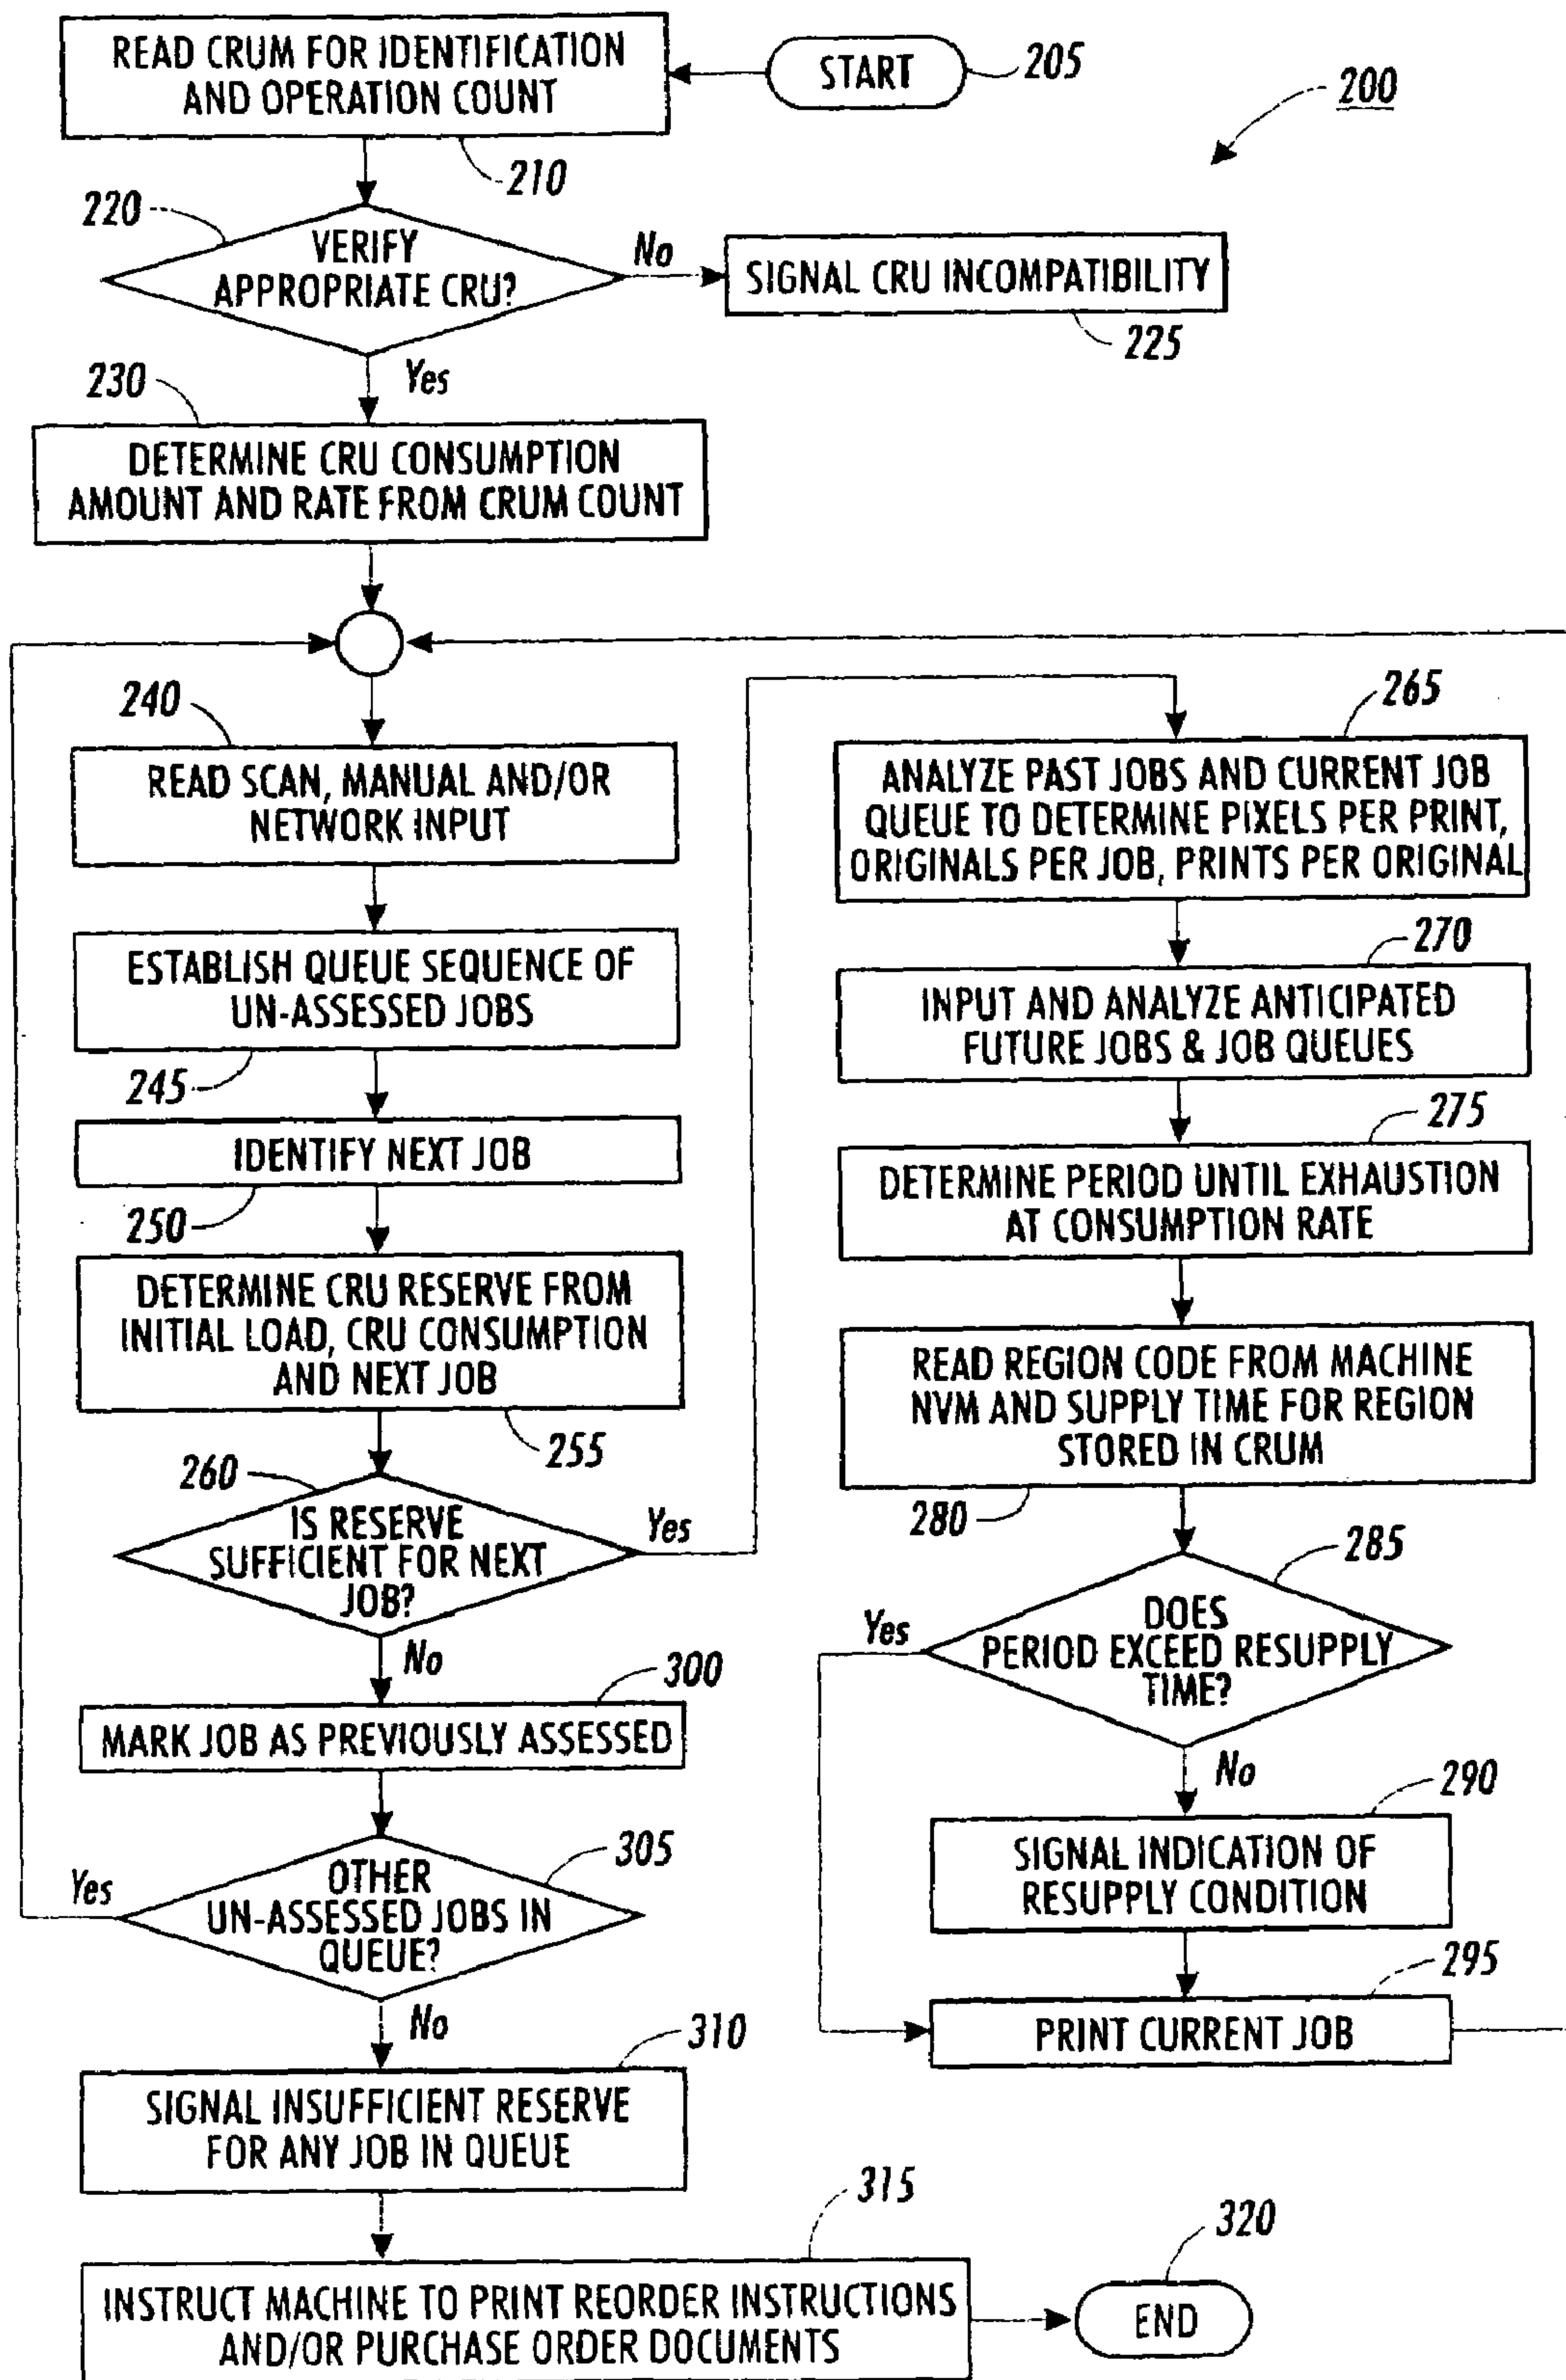 READ CRUM FOR IDENTIFICATION
AND OPERATION COUNT
START
205
200
210
220
VERIFY
APPROPRIATE CRU?
No
SIGNAL CRU INCOMPATIBILITY
225
Yes
230
DETERMINE CRU CONSUMPTION
AMOUNT AND RATE FROM CRUM COUNT
240
READ SCAN, MANUAL AND/OR
NETWORK INPUT
ESTABLISH QUEUE SEQUENCE OF
UN-ASSESSED JOBS
245
IDENTIFY NEXT JOB
250
DETERMINE CRU RESERVE FROM
INITIAL LOAD, CRU CONSUMPTION
AND NEXT JOB
255
260
IS RESERVE
SUFFICIENT FOR NEXT
JOB?
Yes
No
300
MARK JOB AS PREVIOUSLY ASSESSED
305
OTHER
UN-ASSESSED JOBS IN
QUEUE?
Yes
No
310
SIGNAL INSUFFICIENT RESERVE
FOR ANY JOB IN QUEUE
315
INSTRUCT MACHINE TO PRINT REORDER INSTRUCTIONS
AND/OR PURCHASE ORDER DOCUMENTS
320
END
265
ANALYZE PAST JOBS AND CURRENT JOB
QUEUE TO DETERMINE PIXELS PER PRINT,
ORIGINALS PER JOB, PRINTS PER ORIGINAL
270
INPUT AND ANALYZE ANTICIPATED
FUTURE JOBS & JOB QUEUES
275
DETERMINE PERIOD UNTIL EXHAUSTION
AT CONSUMPTION RATE
READ REGION CODE FROM MACHINE
NVM AND SUPPLY TIME FOR REGION
STORED IN CRUM
280
285
DOES
PERIOD EXCEED RESUPPLY
TIME?
Yes
No
290
SIGNAL INDICATION OF
RESUPPLY CONDITION
295
PRINT CURRENT JOB